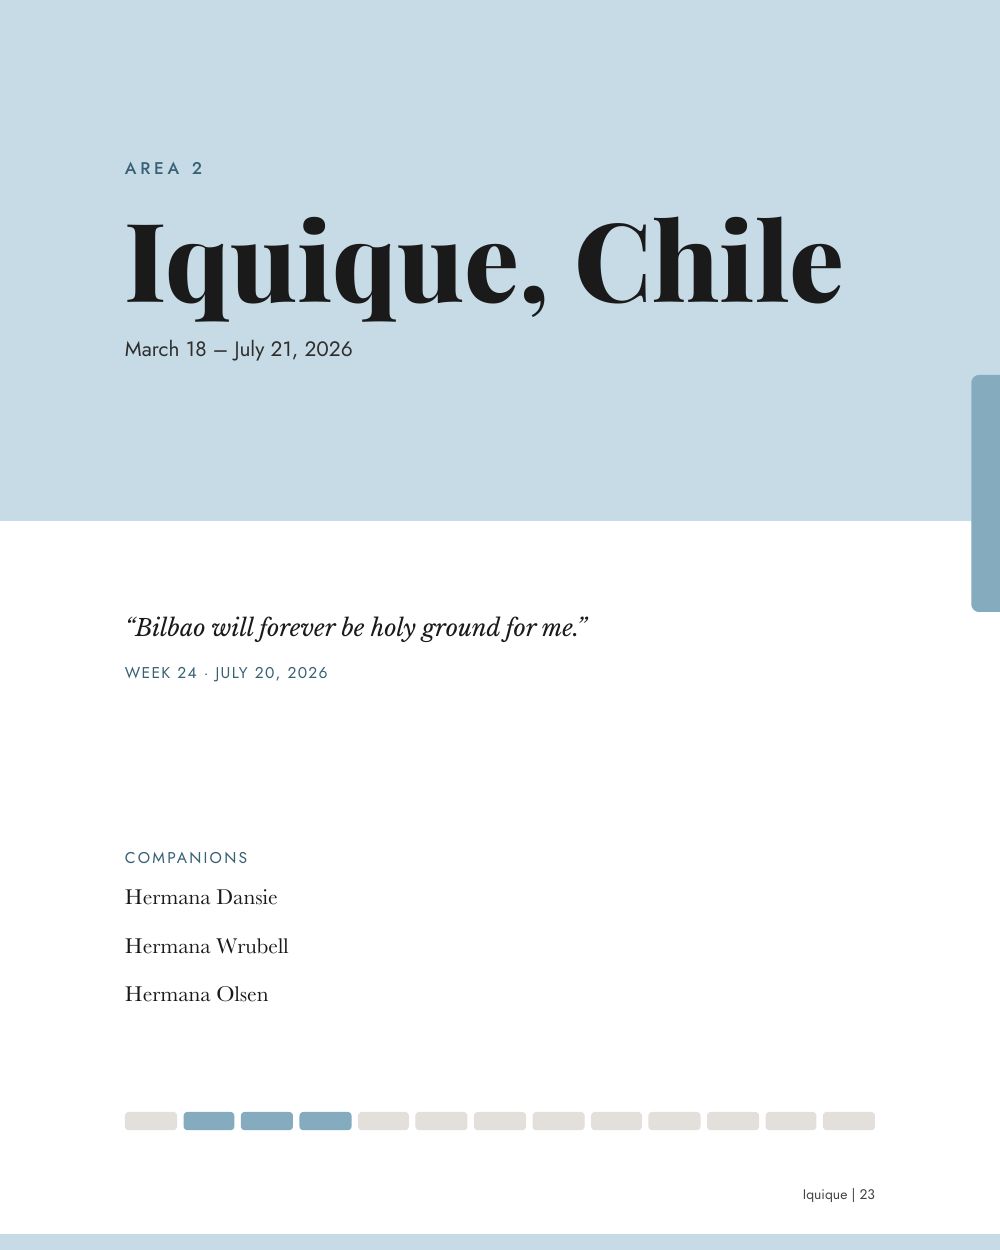 AREA 2
Iquique, Chile
March 18 – July 21, 2026
“Bilbao will forever be holy ground for me.”
WEEK 24 · JULY 20, 2026
COMPANIONS
Hermana Dansie
Hermana Wrubell
Hermana Olsen
Iquique | 23